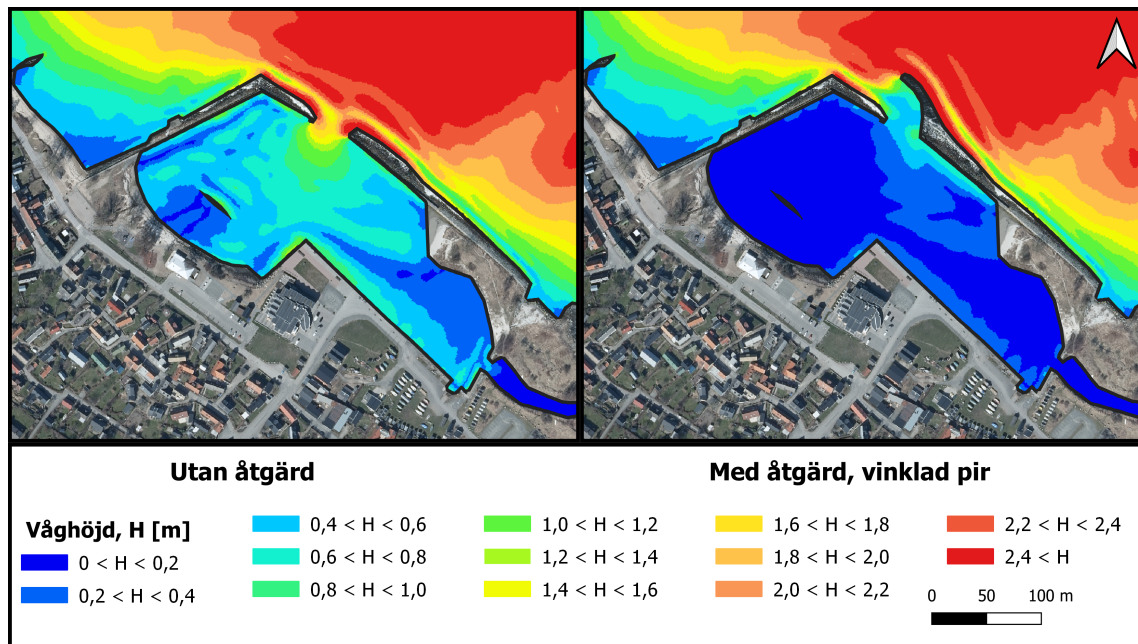 Utan åtgärd
Med åtgärd, vinklad pir
Våghöjd, H [m]
0 < H < 0,2
0,2 < H < 0,4
0,4 < H < 0,6
0,6 < H < 0,8
0,8 < H < 1,0
1,0 < H < 1,2
1,2 < H < 1,4
1,4 < H < 1,6
1,6 < H < 1,8
1,8 < H < 2,0
2,0 < H < 2,2
2,2 < H < 2,4
2,4 < H
0 50 100 m